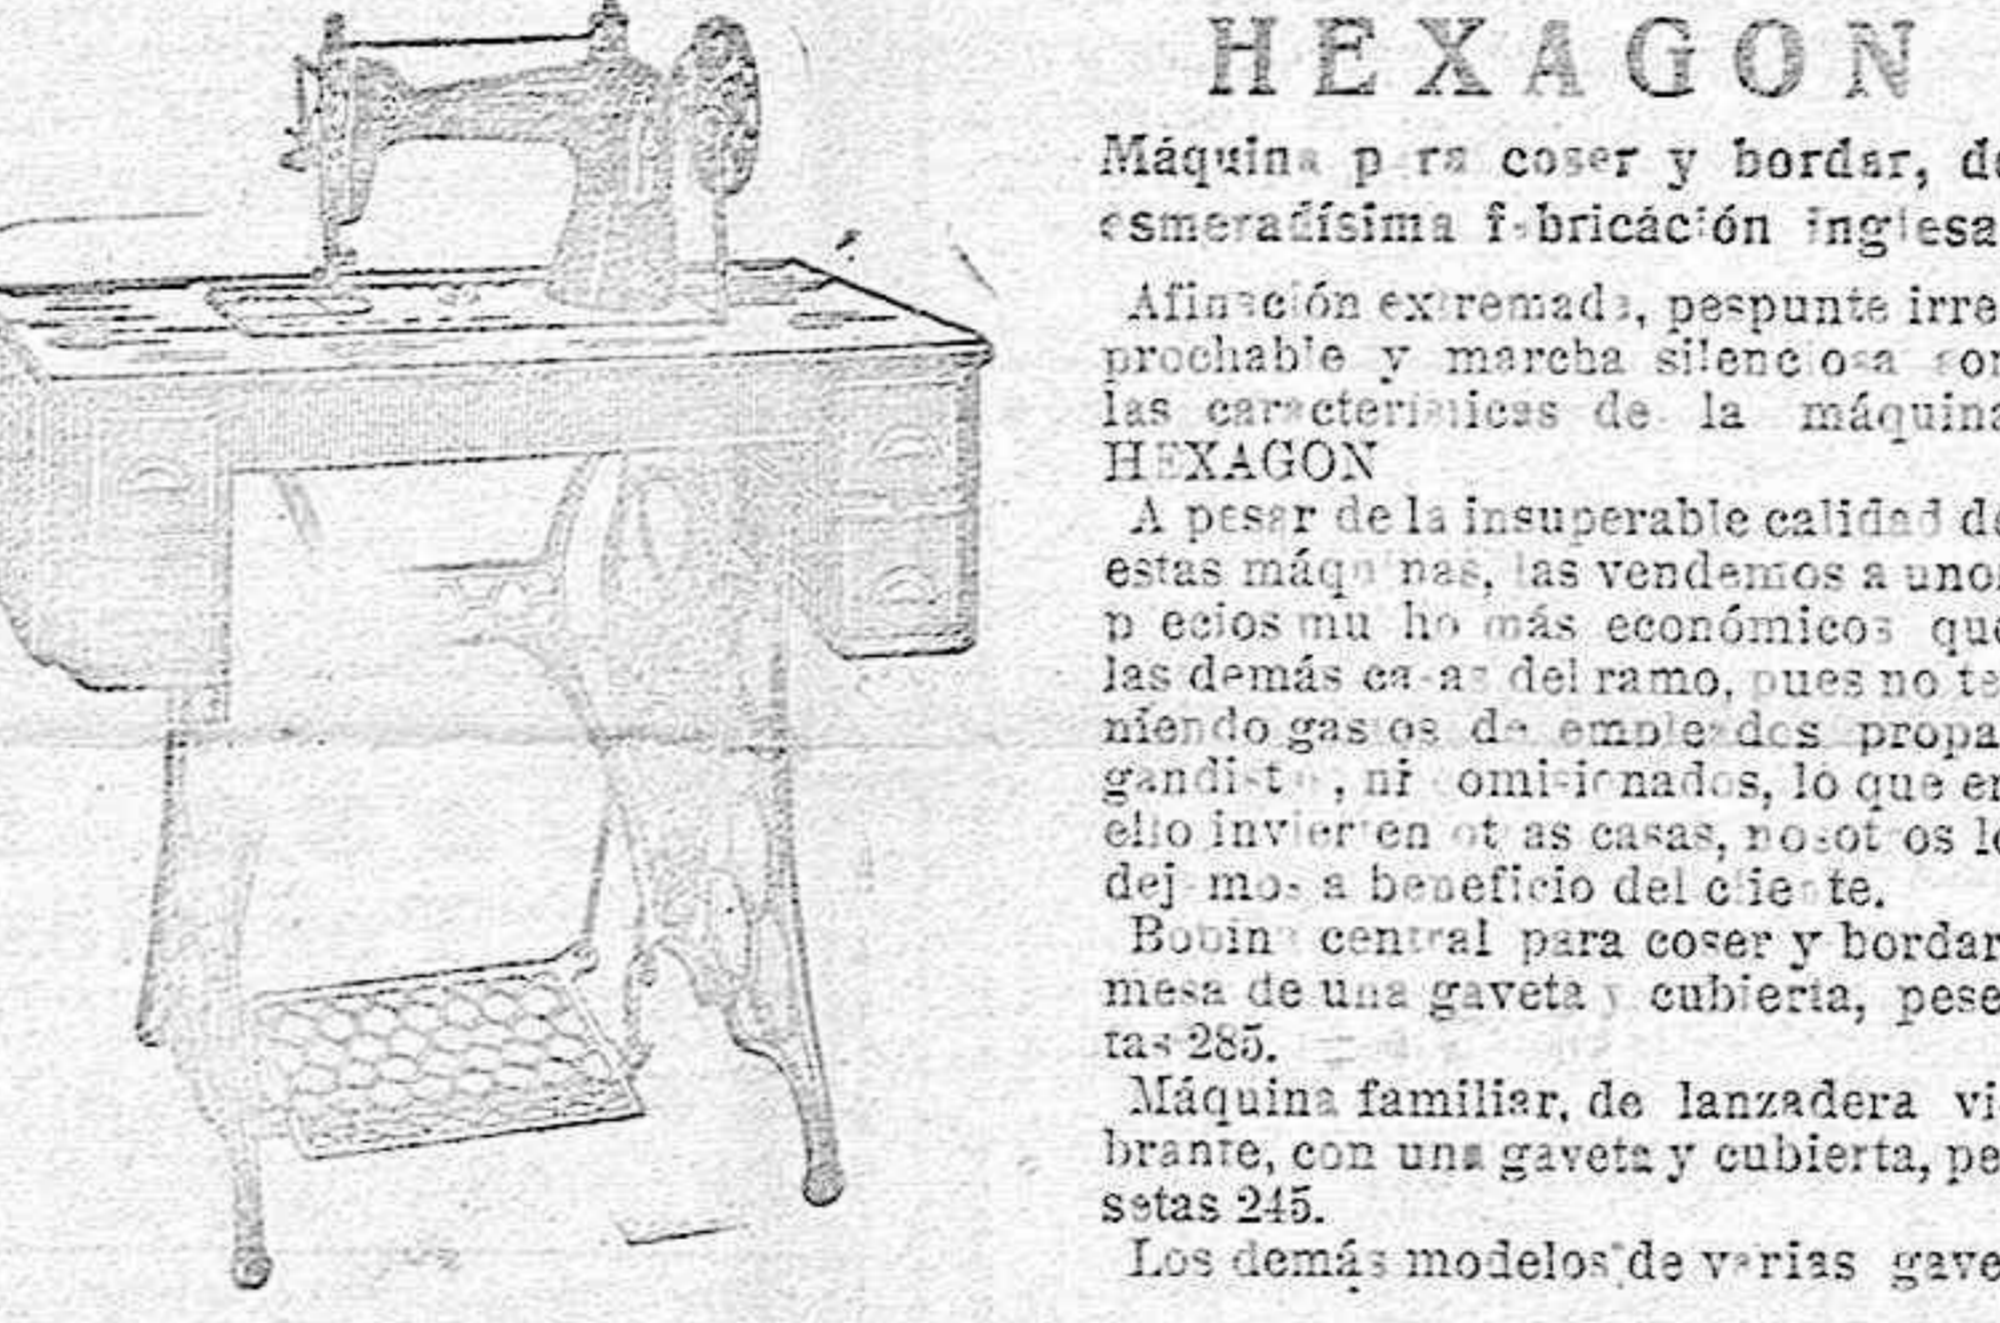 HEXAGON
Máquina para coser y bordar, de
esmeradísima fabricáción inglesa
Afinación extremada, pespunte irre-
prochable y marcha silenciosa son
las características de la máquina
HEXAGON
A pesar de la insuperable calidad de
estas máquinas, las vendemos a unos
precios mucho más económicos que
las demás casas del ramo, pues no te-
niendo gastos de empleados propa-
gandistas, ni comisionados, lo que en
ello invierten otras casas, nosotros lo
dejamos a beneficio del cliente.
Bobina central para coser y bordar
mesa de una gaveta y cubierta, pese-
tas 285.
Máquina familiar, de lanzadera vi-
brante, con una gaveta y cubierta, pe-
setas 245.
Los demás modelos de varias gave-